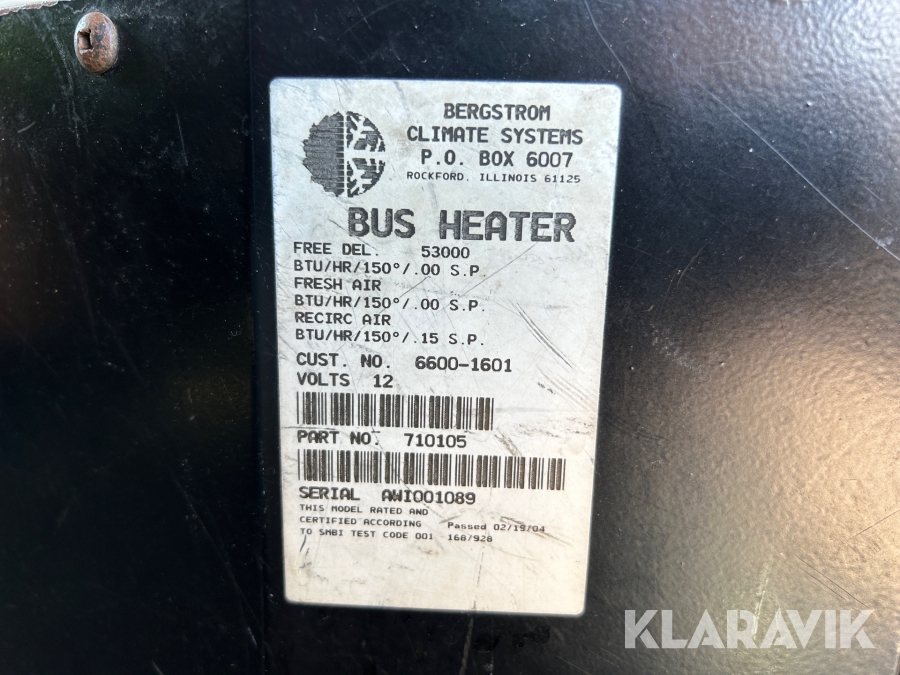 BERGSTROM
CLIMATE SYSTEMS
P.O. BOX 6007
ROCKFORD, ILLINOIS 61125
BUS HEATER
FREE DEL. 53000
BTU/HR/150°/.00 S.P.
FRESH AIR
BTU/HR/150°/.00 S.P.
RECIRC AIR
BTU/HR/150°/.15 S.P.
CUST. NO. 6600-1601
VOLTS 12
PART NO. 710105
SERIAL AWI001089
THIS MODEL RATED AND
CERTIFIED ACCORDING Passed 02/19/04
TO SMBI TEST CODE 001 168/928
KLARAVIK